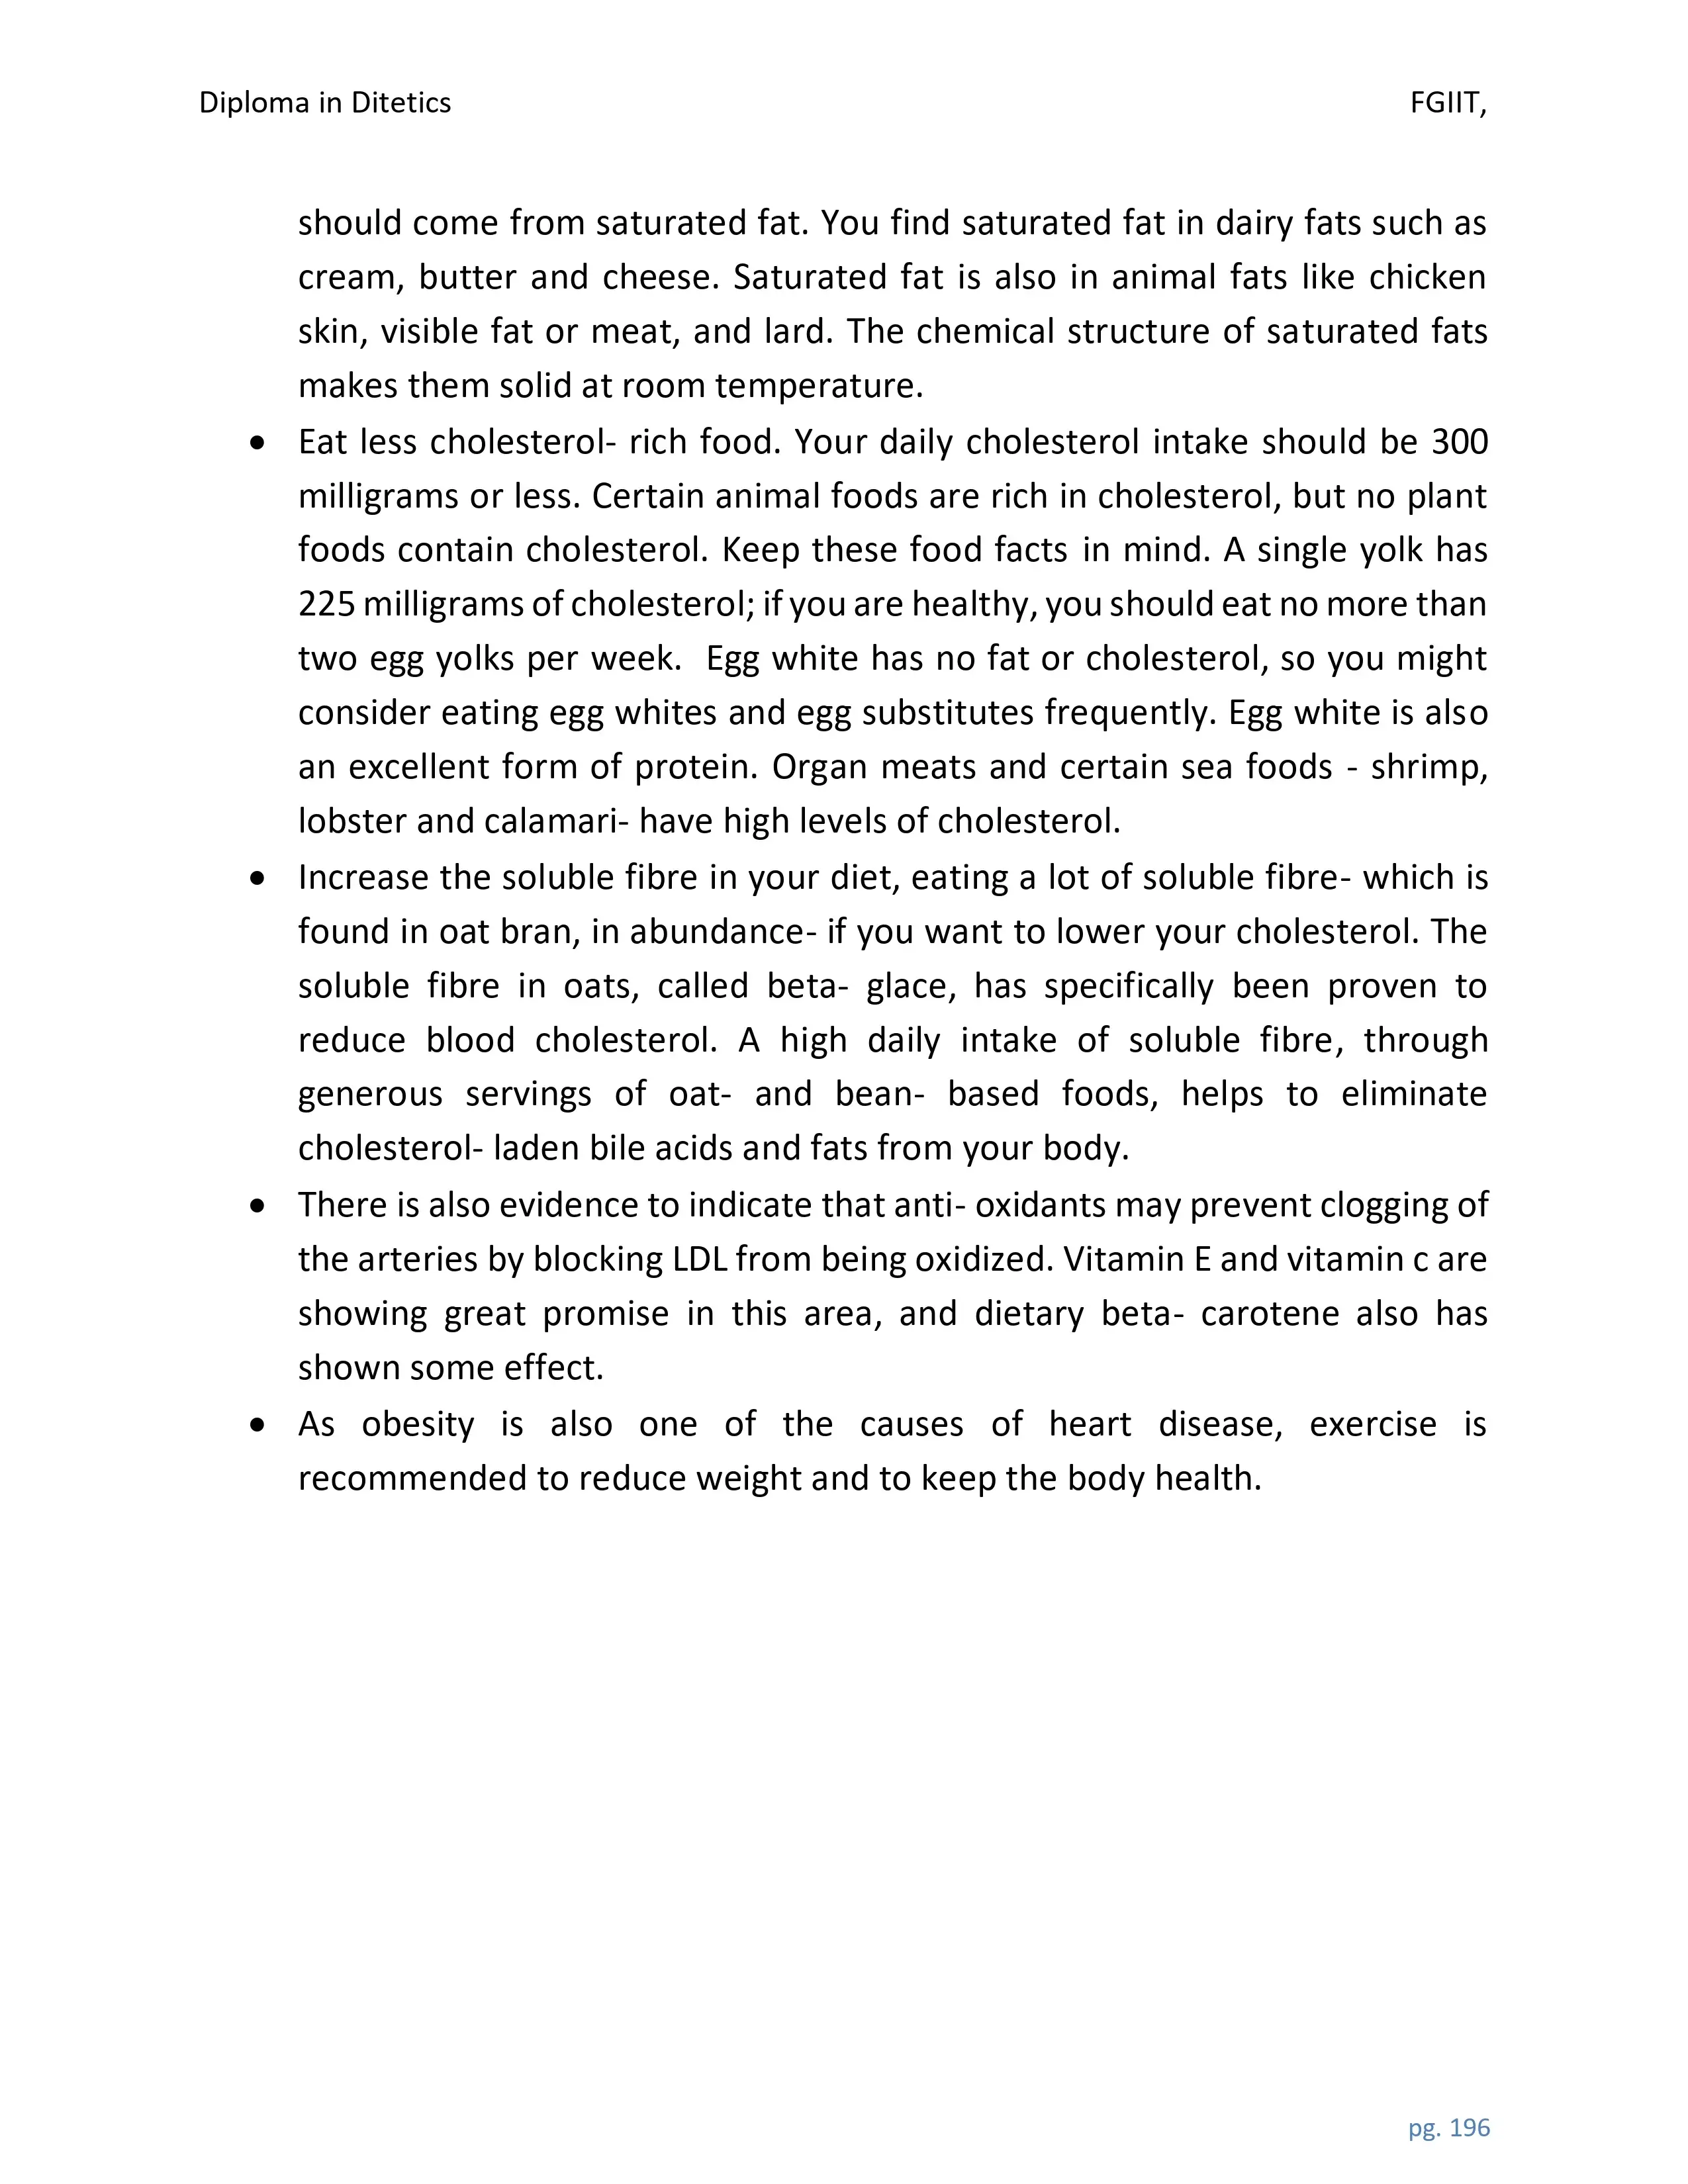 Diploma in Ditetics FGIIT,
should come from saturated fat. You find saturated fat in dairy fats such as
cream, butter and cheese. Saturated fat is also in animal fats like chicken
skin, visible fat or meat, and lard. The chemical structure of saturated fats
makes them solid at room temperature.
• Eat less cholesterol- rich food. Your daily cholesterol intake should be 300
milligrams or less. Certain animal foods are rich in cholesterol, but no plant
foods contain cholesterol. Keep these food facts in mind. A single yolk has
225 milligrams of cholesterol; if you are healthy, you should eat no more than
two egg yolks per week.  Egg white has no fat or cholesterol, so you might
consider eating egg whites and egg substitutes frequently. Egg white is also
an excellent form of protein. Organ meats and certain sea foods - shrimp,
lobster and calamari- have high levels of cholesterol.
• Increase the soluble fibre in your diet, eating a lot of soluble fibre- which is
found in oat bran, in abundance- if you want to lower your cholesterol. The
soluble fibre in oats, called beta- glace, has specifically been proven to
reduce blood cholesterol. A high daily intake of soluble fibre, through
generous servings of oat- and bean- based foods, helps to eliminate
cholesterol- laden bile acids and fats from your body.
• There is also evidence to indicate that anti- oxidants may prevent clogging of
the arteries by blocking LDL from being oxidized. Vitamin E and vitamin c are
showing great promise in this area, and dietary beta- carotene also has
shown some effect.
• As obesity is also one of the causes of heart disease, exercise is
recommended to reduce weight and to keep the body health.
pg. 196